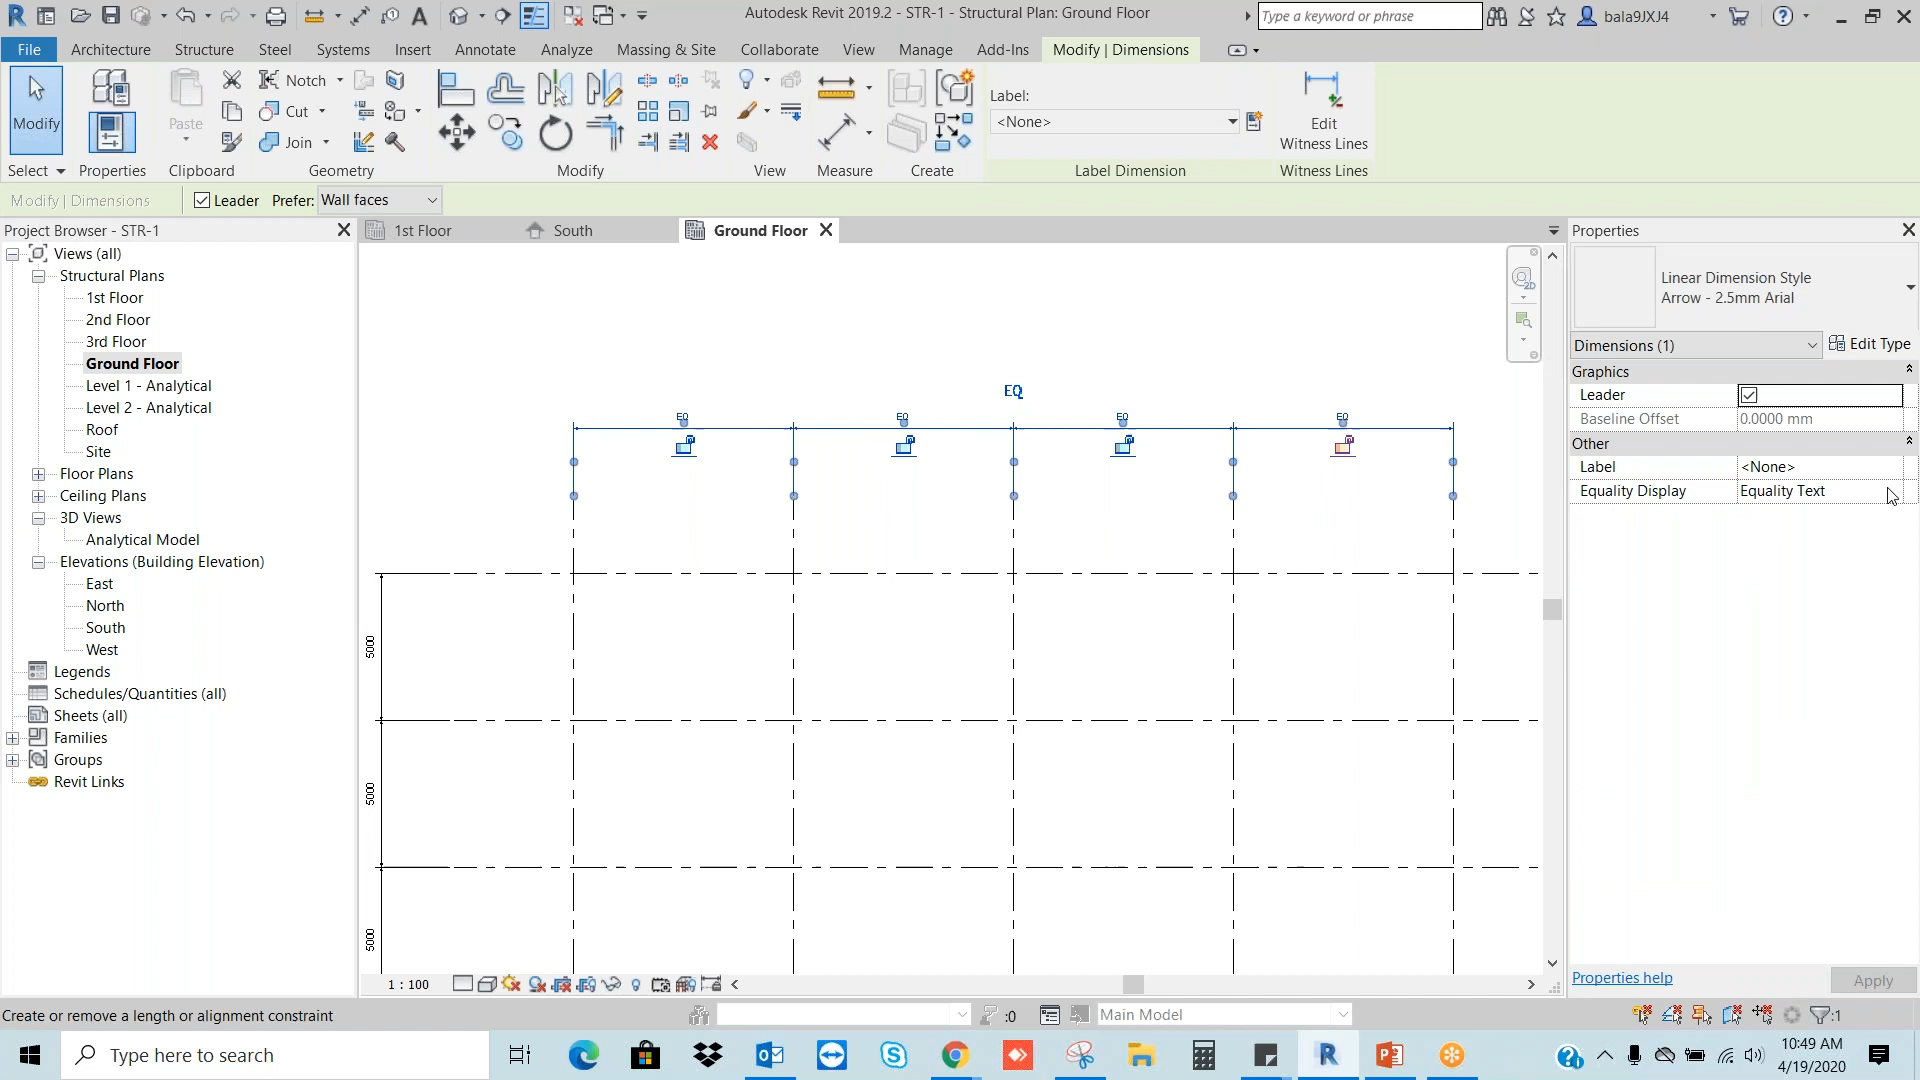 Autodesk Revit 2019.2 - STR-1 - Structural Plan: Ground Floor
Type a keyword or phrase
bala9JXJ4
File Architecture Structure Steel Systems Insert Annotate Analyze Massing & Site Collaborate View Manage Add-Ins Modify | Dimensions
Modify
Paste
Notch
Cut
Join
Label:
<None>
Edit
Witness Lines
Select Properties Clipboard Geometry Modify View Measure Create Label Dimension Witness Lines
Modify | Dimensions
Leader Prefer: Wall faces
Project Browser - STR-1
1st Floor
South
Ground Floor
Properties
Views (all)
Structural Plans
1st Floor
2nd Floor
3rd Floor
Ground Floor
Level 1 - Analytical
Level 2 - Analytical
Roof
Site
Floor Plans
Ceiling Plans
3D Views
Analytical Model
Elevations (Building Elevation)
East
North
South
West
Legends
Schedules/Quantities (all)
Sheets (all)
Families
Groups
Revit Links
2D
EQ
EQ EQ EQ EQ
5000
5000
5000
Linear Dimension Style
Arrow - 2.5mm Arial
Dimensions (1)
Edit Type
Graphics
Leader
Baseline Offset 0.0000 mm
Other
Label <None>
Equality Display Equality Text
Properties help
Apply
1 : 100
Create or remove a length or alignment constraint
:0
Main Model
:1
Type here to search
10:49 AM
4/19/2020